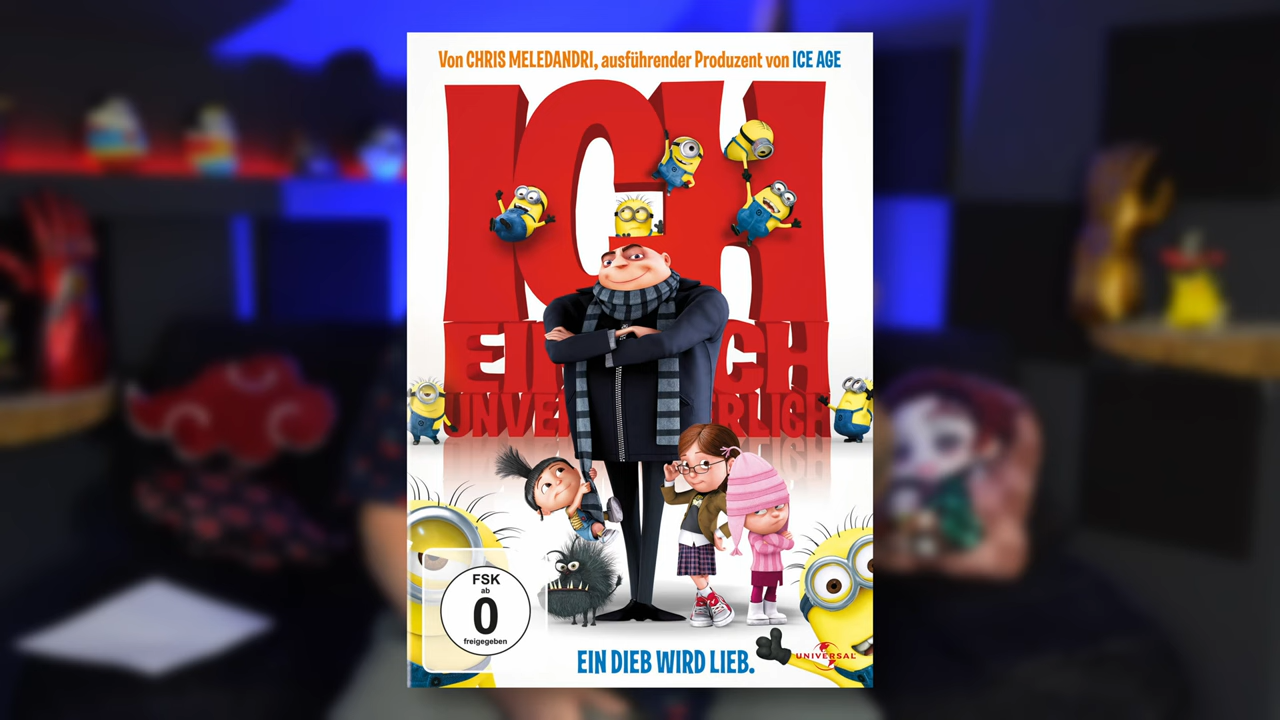 Von CHRIS MELEDANDRI, ausführender Produzent von ICE AGE
ICH
UNIVERSAL
FSK
ab
0
freigegeben
EIN DIEB WIRD LIEB.